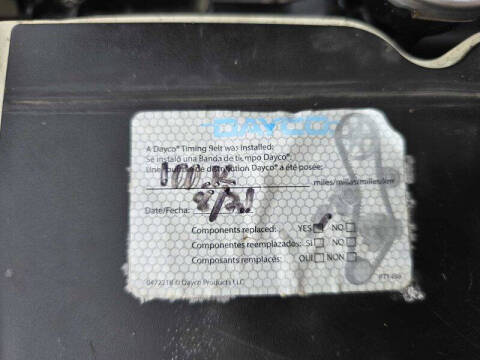 DAYCO
A Dayco® Timing Belt was installed:
Se instaló una Banda de tiempo Dayco®:
Une courroie de distribution Dayco® a été posée:
100K miles/millas/milles/km
Date/Fecha:
Components replaced: YES NO
Componentes reemplazados: SI NO
Composants remplacés: OUI NON
© Dayco Products LLC